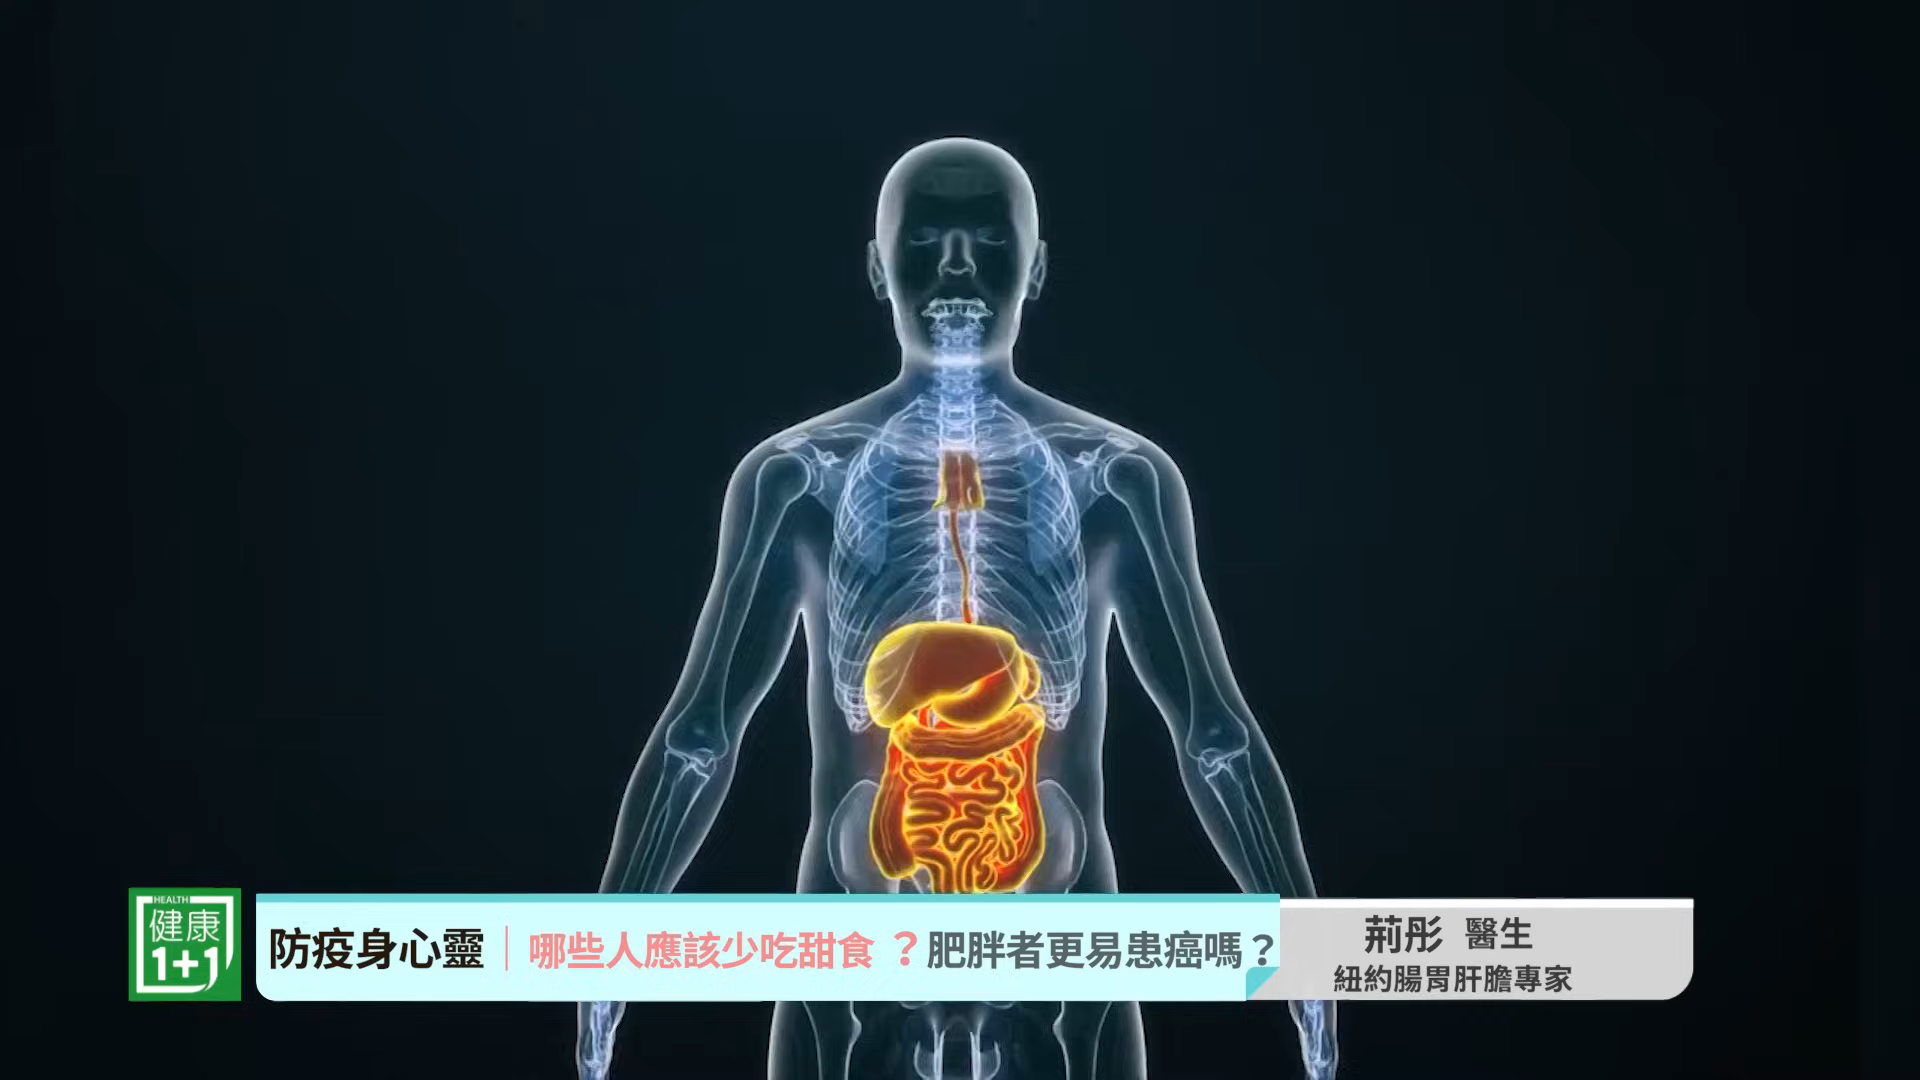 HEALTH
健康
1+1
防疫身心靈｜哪些人應該少吃甜食？肥胖者更易患癌嗎？
荊彤 醫生
紐約腸胃肝膽專家